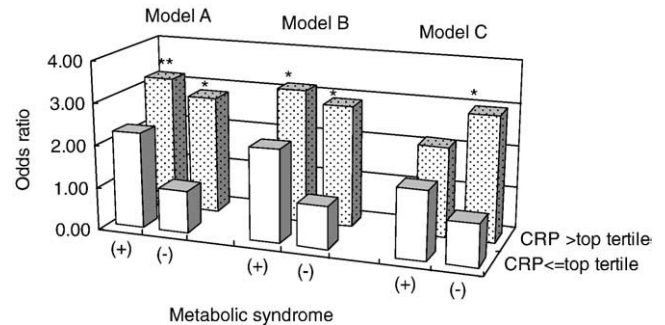 Model A
Model B
Model C
4.00
3.00
2.00
1.00
0.00
Odds ratio
**
*
*
*
*
(+)
(-)
(+)
(-)
(+)
(-)
CRP >top tertile
CRP<=top tertile
Metabolic syndrome